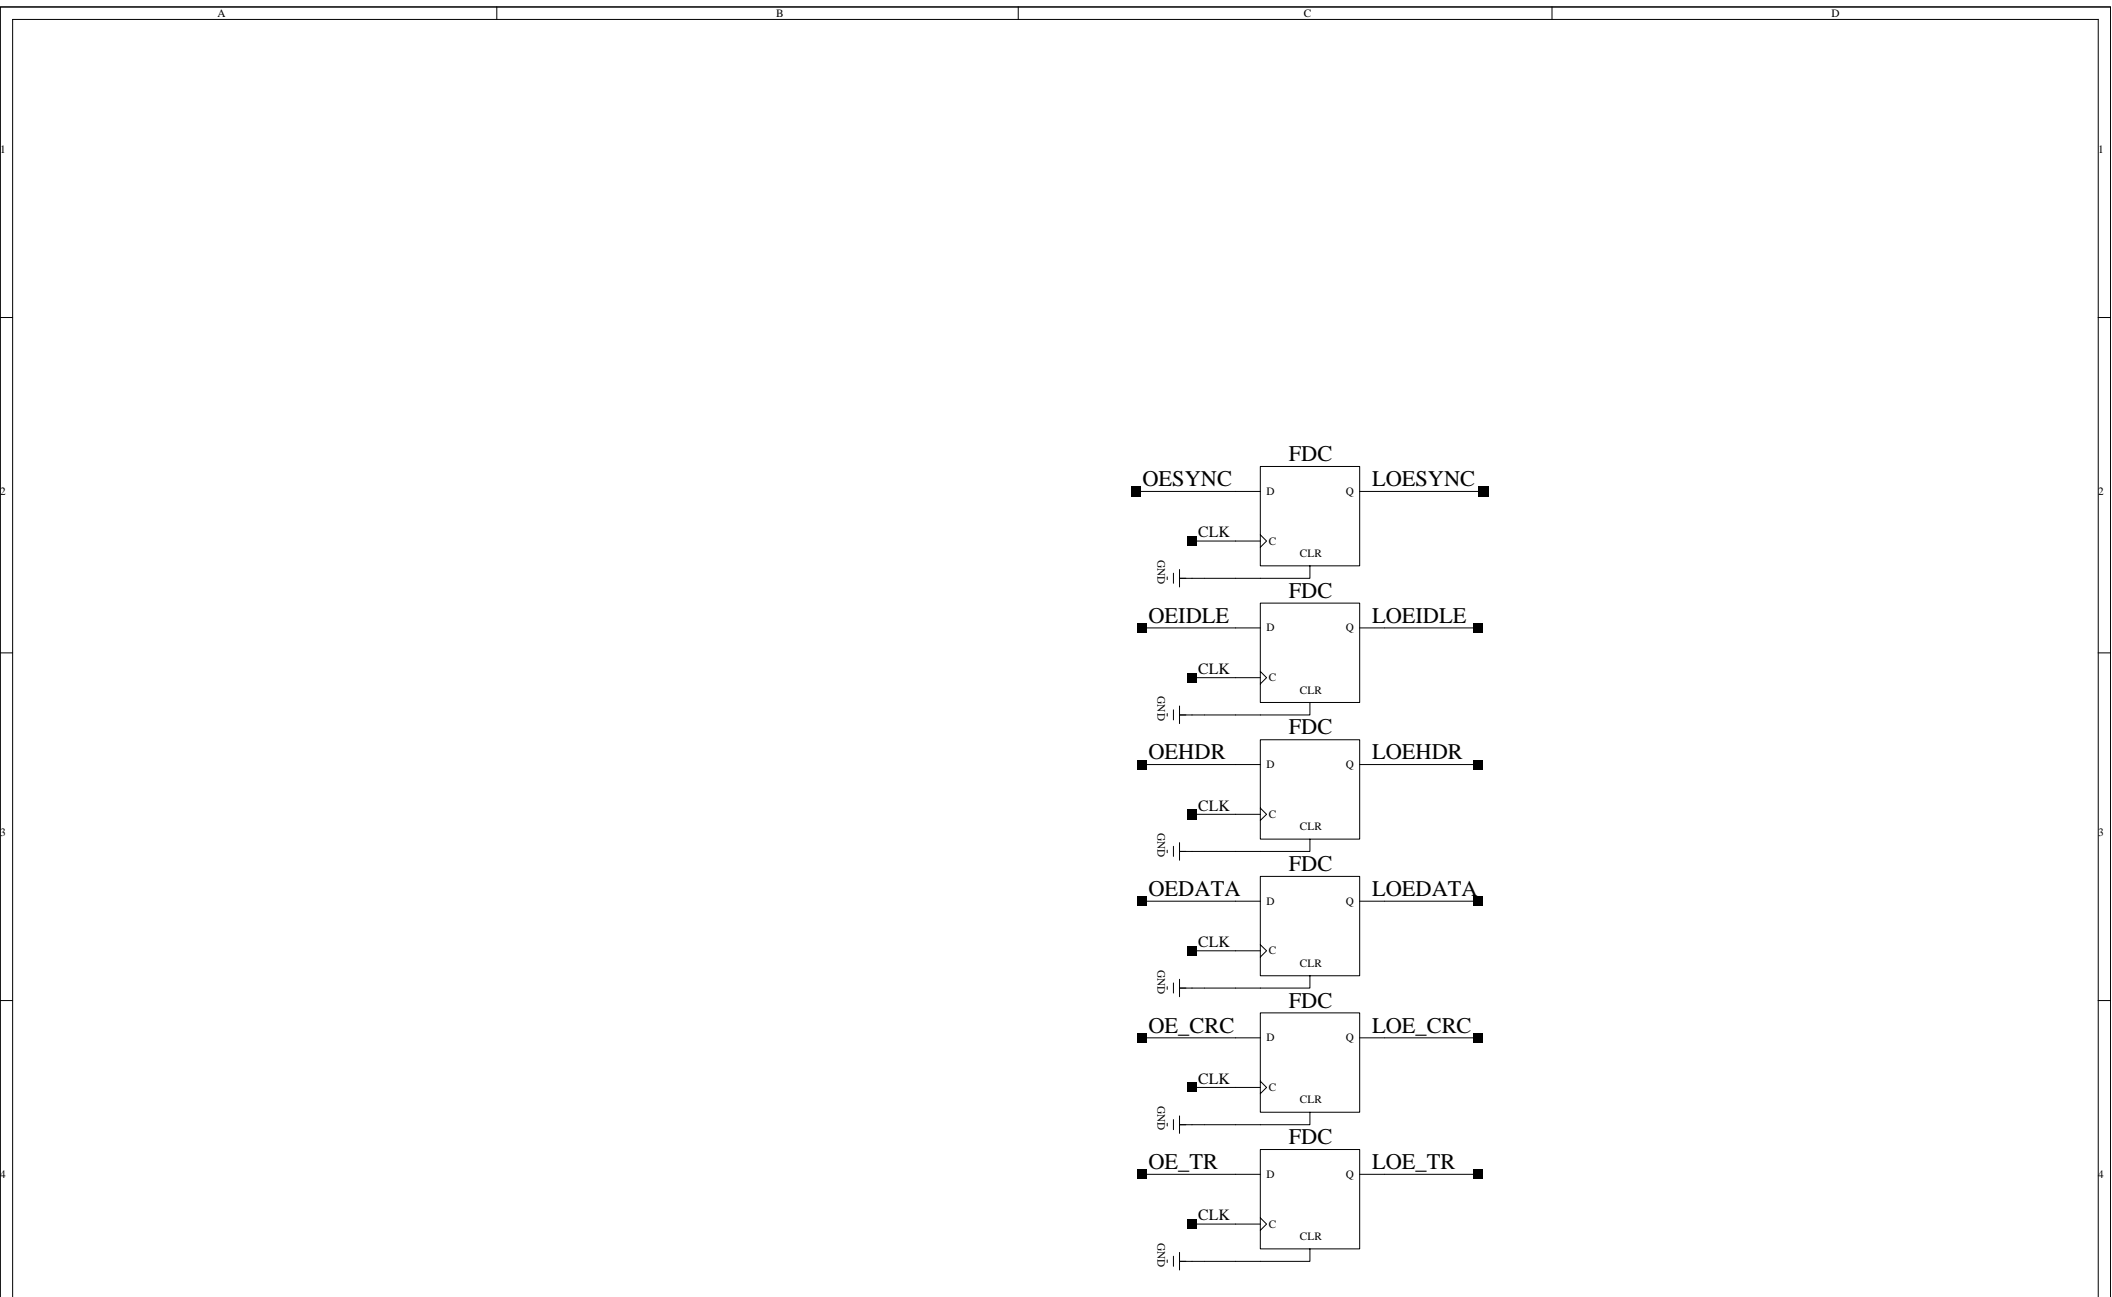 A B C D
1 1
FDC
OESYNC D Q LOESYNC
2 2
CLK C
CLR
GND
FDC
OEIDLE D Q LOEIDLE
CLK C
CLR
GND
FDC
OEHDR D Q LOEHDR
CLK C
CLR
3 3
GND
FDC
OEDATA D Q LOEDATA
CLK C
CLR
GND
FDC
OE_CRC D Q LOE_CRC
CLK C
CLR
GND
FDC
OE_TR D Q LOE_TR
4 4
CLK C
CLR
GND